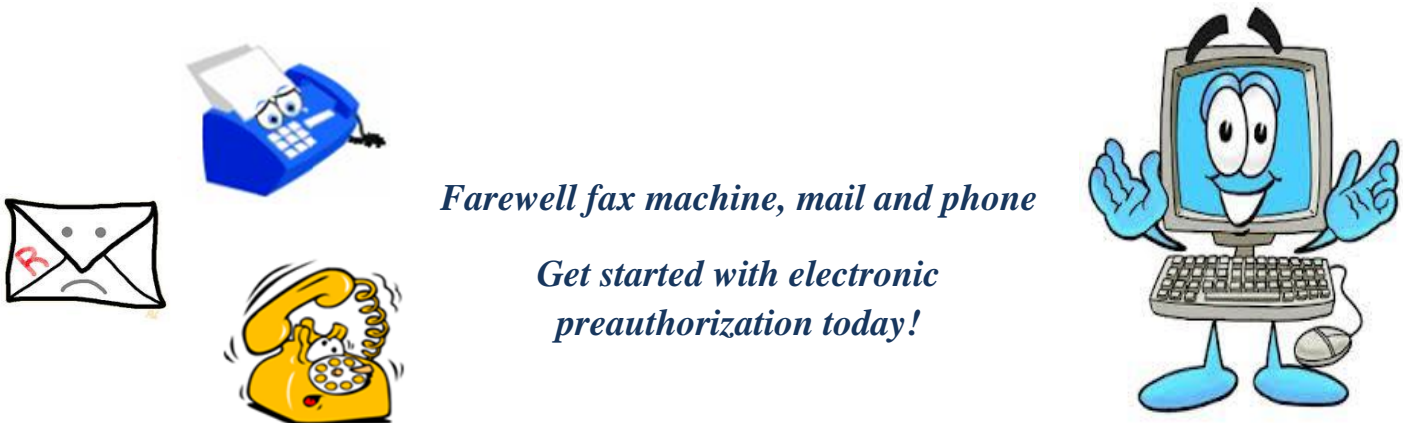 R
Farewell fax machine, mail and phone
Get started with electronic
preauthorization today!